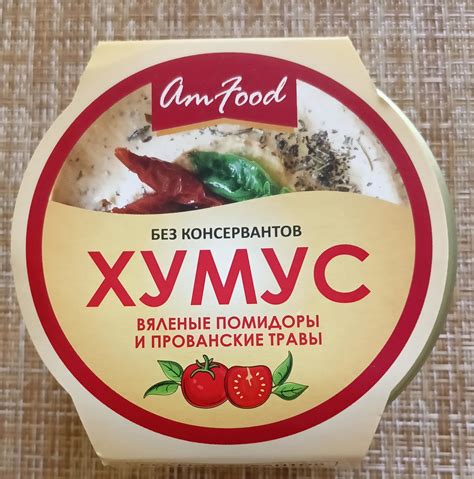 am Food
БЕЗ КОНСЕРВАНТОВ
ХУМУС
ВЯЛЕНЫЕ ПОМИДОРЫ
И ПРОВАНСКИЕ ТРАВЫ